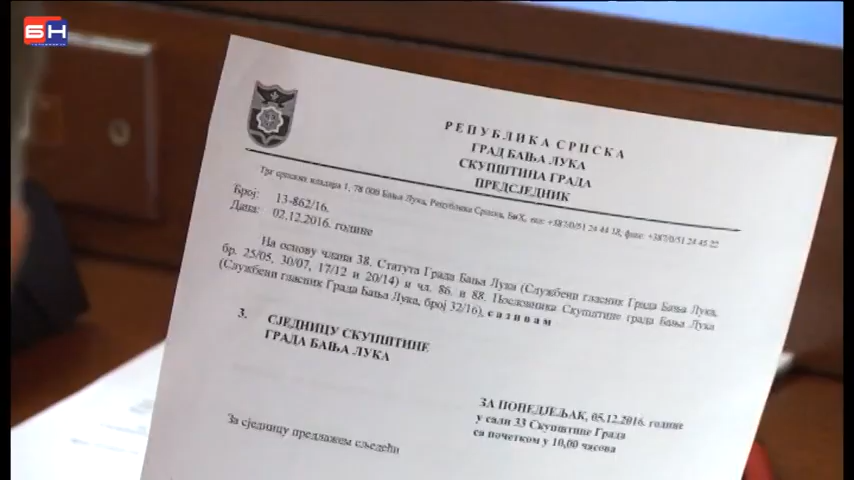 БН
РЕПУБЛИКА СРПСКА
ГРАД БАЊА ЛУКА
СКУПШТИНА ГРАДА
ПРЕДСЈЕДНИК
Трг српских владара 1, 78 000 Бања Лука, Република Српска, БиХ, тел: +387/0/51 24 44 18, факс: +387/0/51 24 45 22
Број: 13-862/16.
Дана: 02.12.2016. године
На основу члана 38. Статута Града Бања Лука (Службени гласник Града Бања Лука,
бр. 25/05, 30/07, 17/12 и 20/14) и чл. 86. и 88. Пословника Скупштине града Бања Лука
(Службени гласник Града Бања Лука, број 32/16), с а з и в а м
3. СЈЕДНИЦУ СКУПШТИНЕ
ГРАДА БАЊА ЛУКА
ЗА ПОНЕДЈЕЉАК, 05.12.2016. године
у сали 33 Скупштине Града
са почетком у 10,00 часова
За сједницу предлажем сљедећи